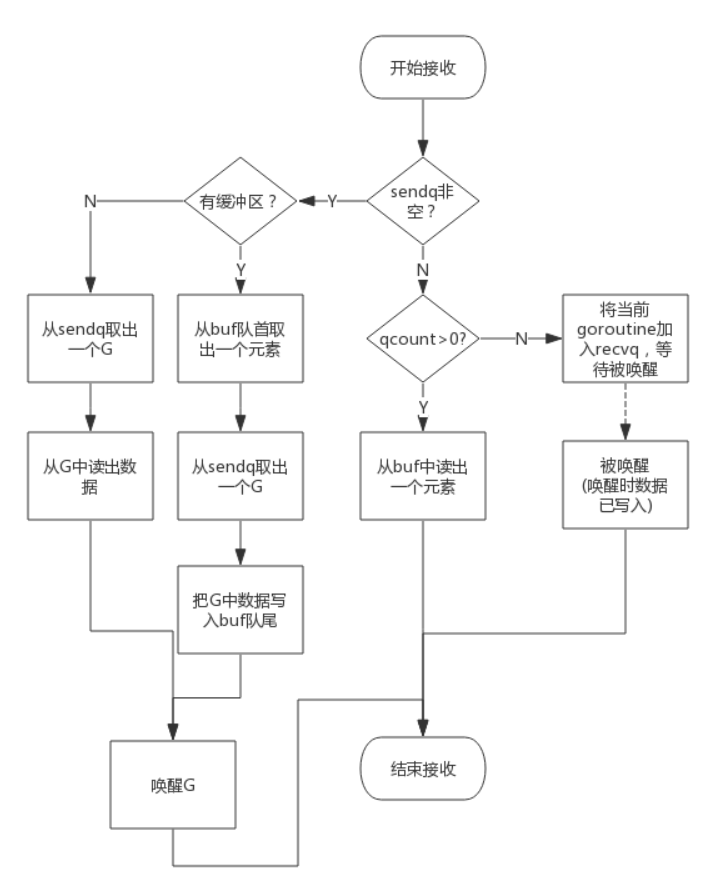 开始接收
sendq非
空？
Y
有缓冲区？
N
Y
N
从sendq取出
一个G
从buf队首取
出一个元素
qcount>0?
N
将当前
goroutine加
入recvq，等
待被唤醒
Y
从G中读出数
据
从sendq取出
一个G
从buf中读出
一个元素
被唤醒
(唤醒时数据
已写入)
把G中数据写
入buf队尾
唤醒G
结束接收